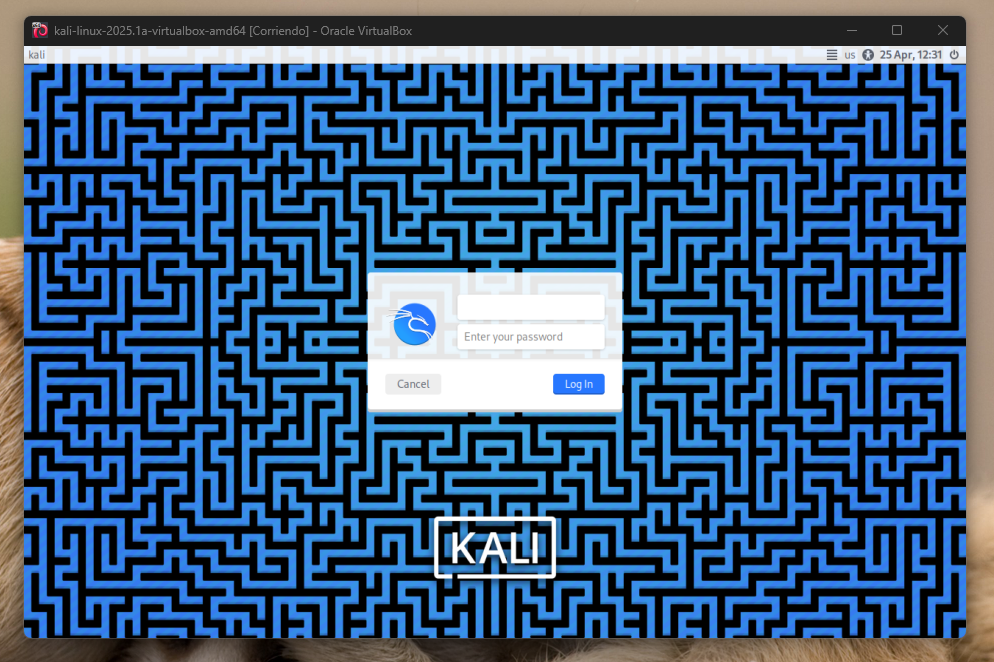 kali-linux-2025.1a-virtualbox-amd64 [Corriendo] - Oracle VirtualBox
kali us 25 Apr, 12:31
Enter your password
Cancel Log In
KALI